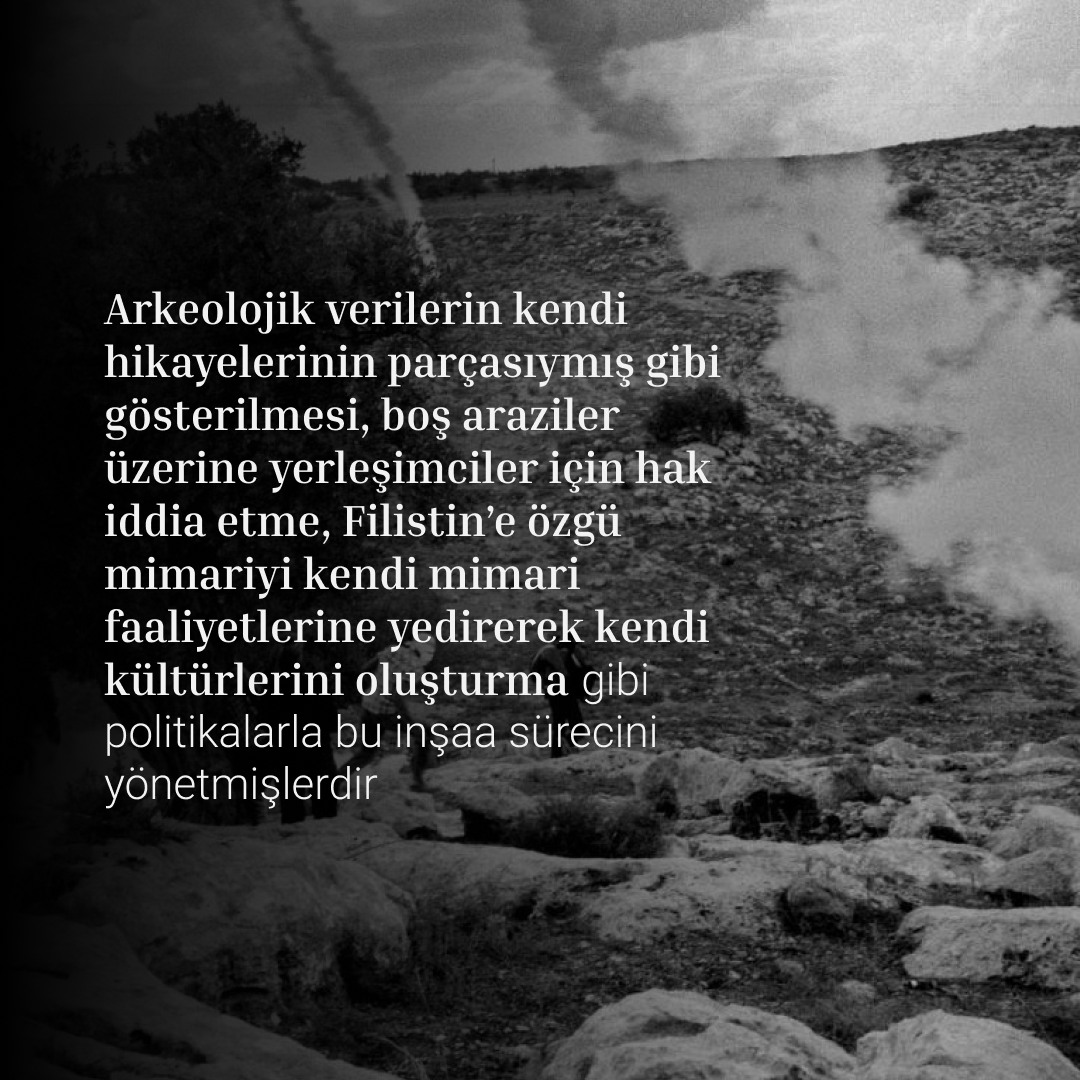 Arkeolojik verilerin kendi
hikayelerinin parçasıymış gibi
gösterilmesi, boş araziler
üzerine yerleşimciler için hak
iddia etme, Filistin’e özgü
mimariyi kendi mimari
faaliyetlerine yedirerek kendi
kültürlerini oluşturma gibi
politikalarla bu inşaa sürecini
yönetmişlerdir